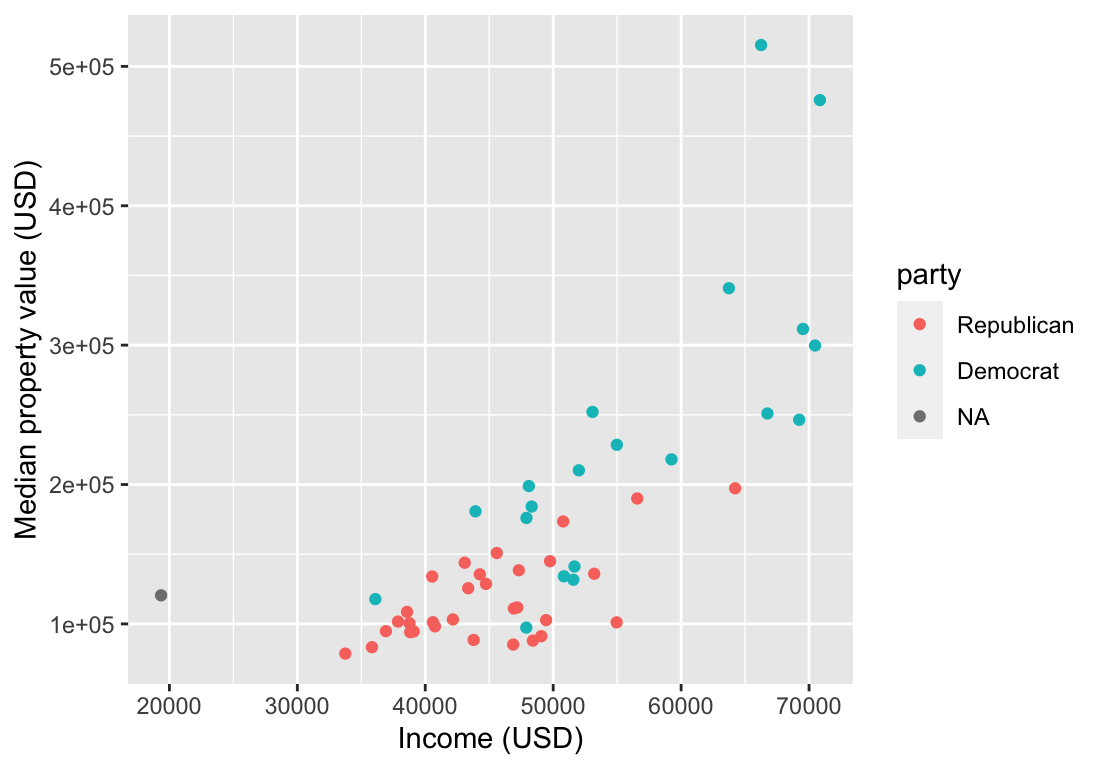 5e+05
4e+05
3e+05
2e+05
1e+05
Median property value (USD)
20000 30000 40000 50000 60000 70000
Income (USD)
party
Republican
Democrat
NA